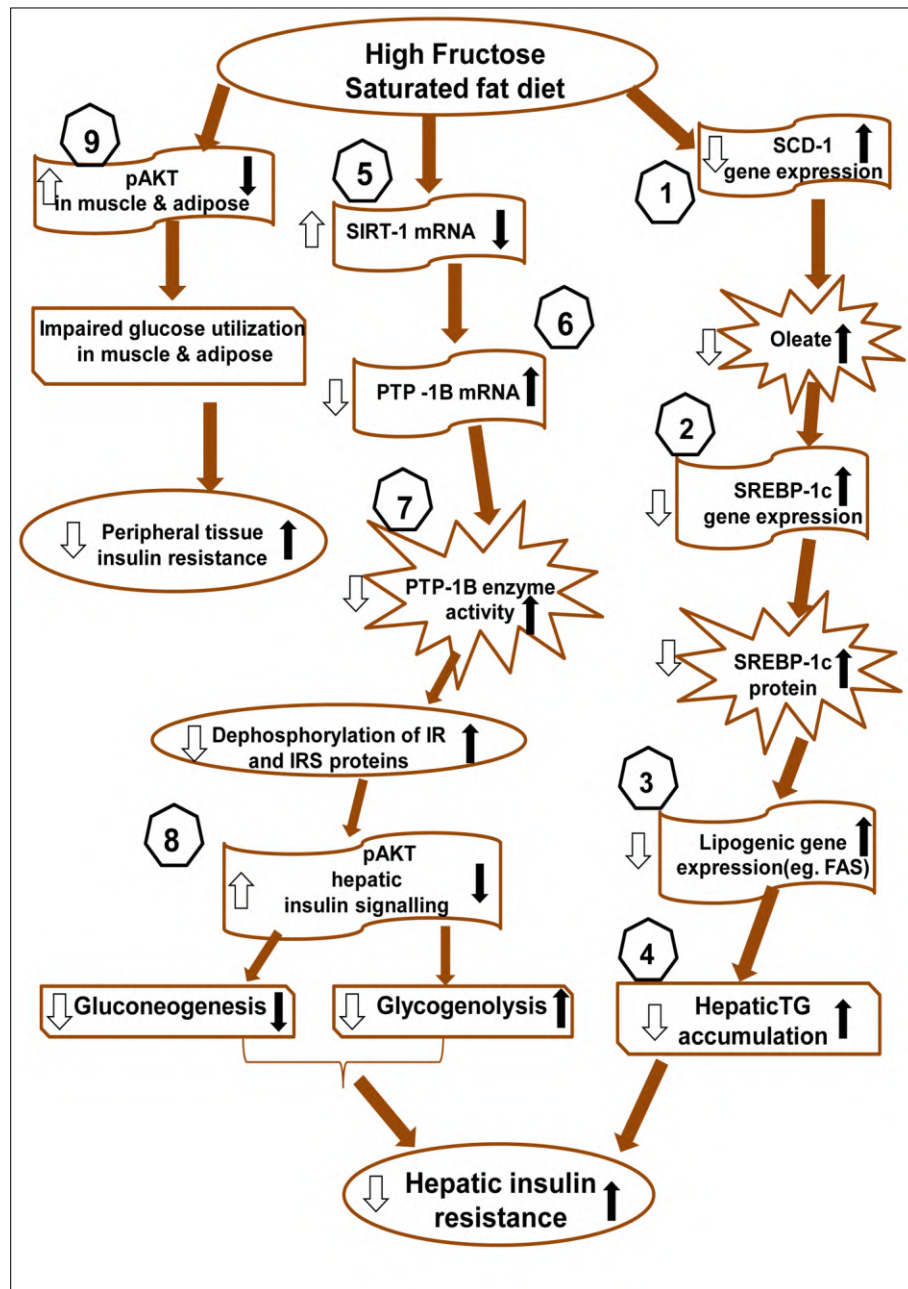 High Fructose
Saturated fat diet
9
pAKT
in muscle & adipose
5
SIRT-1 mRNA
1
SCD-1
gene expression
Impaired glucose utilization
in muscle & adipose
6
PTP -1B mRNA
Oleate
2
SREBP-1c
gene expression
Peripheral tissue
insulin resistance
7
PTP-1B enzyme
activity
SREBP-1c
protein
Dephosphorylation of IR
and IRS proteins
3
Lipogenic gene
expression(eg. FAS)
8
pAKT
hepatic
insulin signalling
4
Gluconeogenesis
Glycogenolysis
HepaticTG
accumulation
Hepatic insulin
resistance